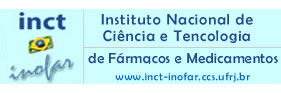 inct
inofar
Instituto Nacional de
Ciência e Tencologia
de Fármacos e Medicamentos
www.inct-inofar.ccs.ufrj.br